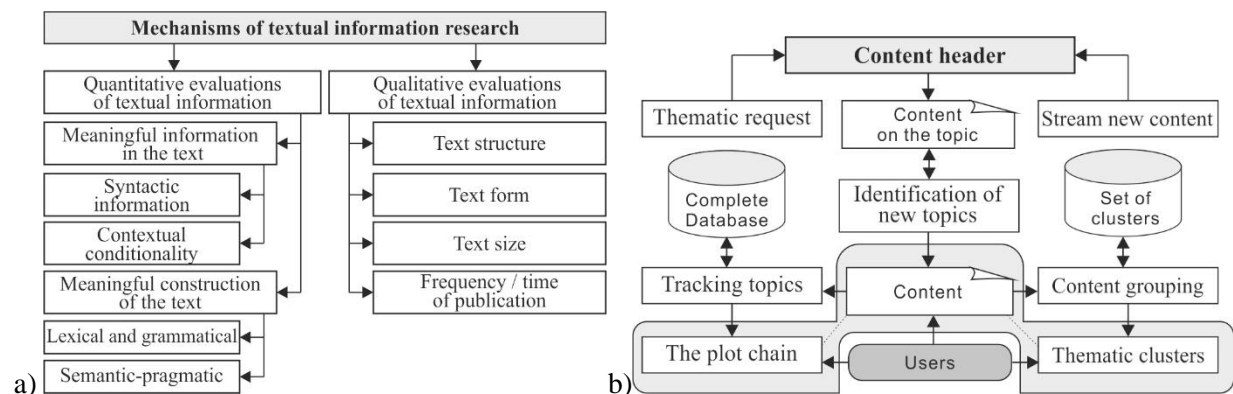 Mechanisms of textual information research
Quantitative evaluations
of textual information
Meaningful information
in the text
Syntactic
information
Contextual
conditionality
Meaningful construction
of the text
Lexical and grammatical
Semantic-pragmatic
Qualitative evaluations
of textual information
Text structure
Text form
Text size
Frequency / time
of publication
a)
Content header
Thematic request
Content
on the topic
Stream new content
Complete
Database
Identification of
new topics
Set of
clusters
Tracking topics
Content
Content grouping
The plot chain
Users
Thematic clusters
b)